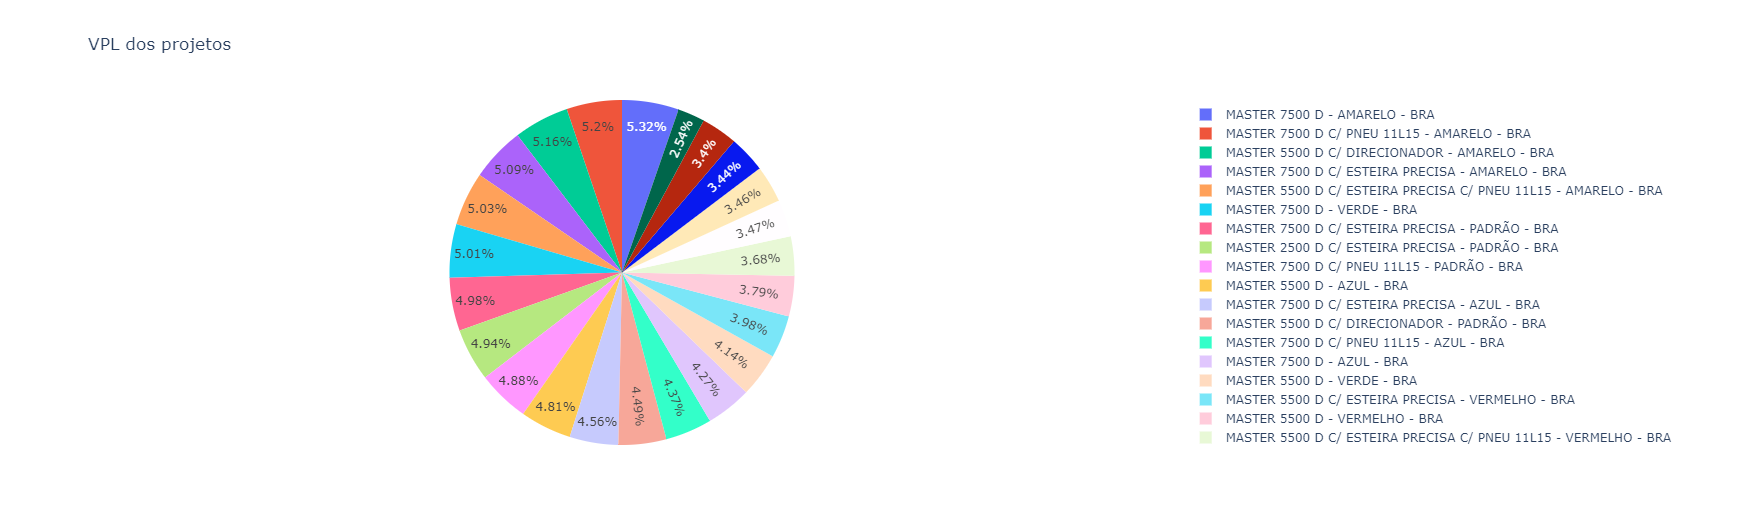 VPL dos projetos
5.32%
5.2%
5.16%
5.09%
5.03%
5.01%
4.98%
4.94%
4.88%
4.81%
4.56%
4.49%
4.37%
4.27%
4.14%
3.98%
3.79%
3.68%
3.47%
3.46%
3.44%
3.4%
2.54%
MASTER 7500 D - AMARELO - BRA
MASTER 7500 D C/ PNEU 11L15 - AMARELO - BRA
MASTER 5500 D C/ DIRECIONADOR - AMARELO - BRA
MASTER 7500 D C/ ESTEIRA PRECISA - AMARELO - BRA
MASTER 5500 D C/ ESTEIRA PRECISA C/ PNEU 11L15 - AMARELO - BRA
MASTER 7500 D - VERDE - BRA
MASTER 7500 D C/ ESTEIRA PRECISA - PADRÃO - BRA
MASTER 2500 D C/ ESTEIRA PRECISA - PADRÃO - BRA
MASTER 7500 D C/ PNEU 11L15 - PADRÃO - BRA
MASTER 5500 D - AZUL - BRA
MASTER 7500 D C/ ESTEIRA PRECISA - AZUL - BRA
MASTER 5500 D C/ DIRECIONADOR - PADRÃO - BRA
MASTER 7500 D C/ PNEU 11L15 - AZUL - BRA
MASTER 7500 D - AZUL - BRA
MASTER 5500 D - VERDE - BRA
MASTER 5500 D C/ ESTEIRA PRECISA - VERMELHO - BRA
MASTER 5500 D - VERMELHO - BRA
MASTER 5500 D C/ ESTEIRA PRECISA C/ PNEU 11L15 - VERMELHO - BRA